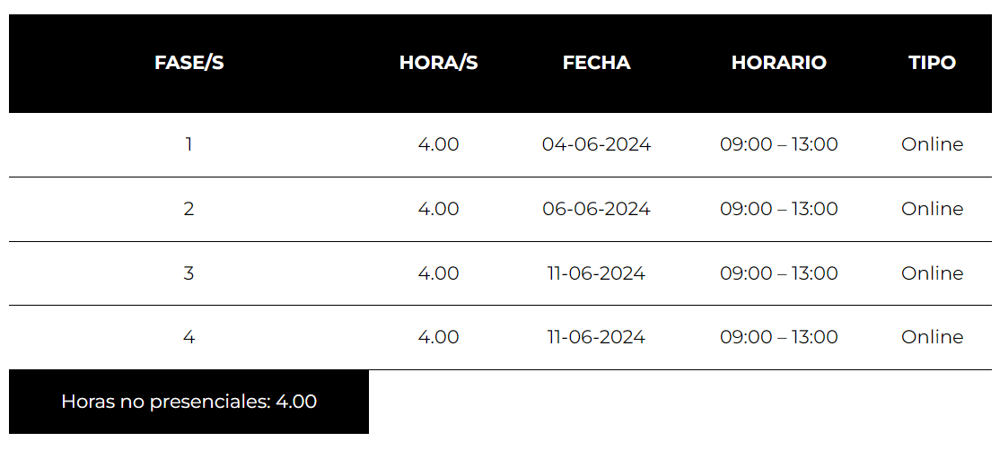 FASE/S HORA/S FECHA HORARIO TIPO
1 4.00 04-06-2024 09:00 – 13:00 Online
2 4.00 06-06-2024 09:00 – 13:00 Online
3 4.00 11-06-2024 09:00 – 13:00 Online
4 4.00 11-06-2024 09:00 – 13:00 Online
Horas no presenciales: 4.00